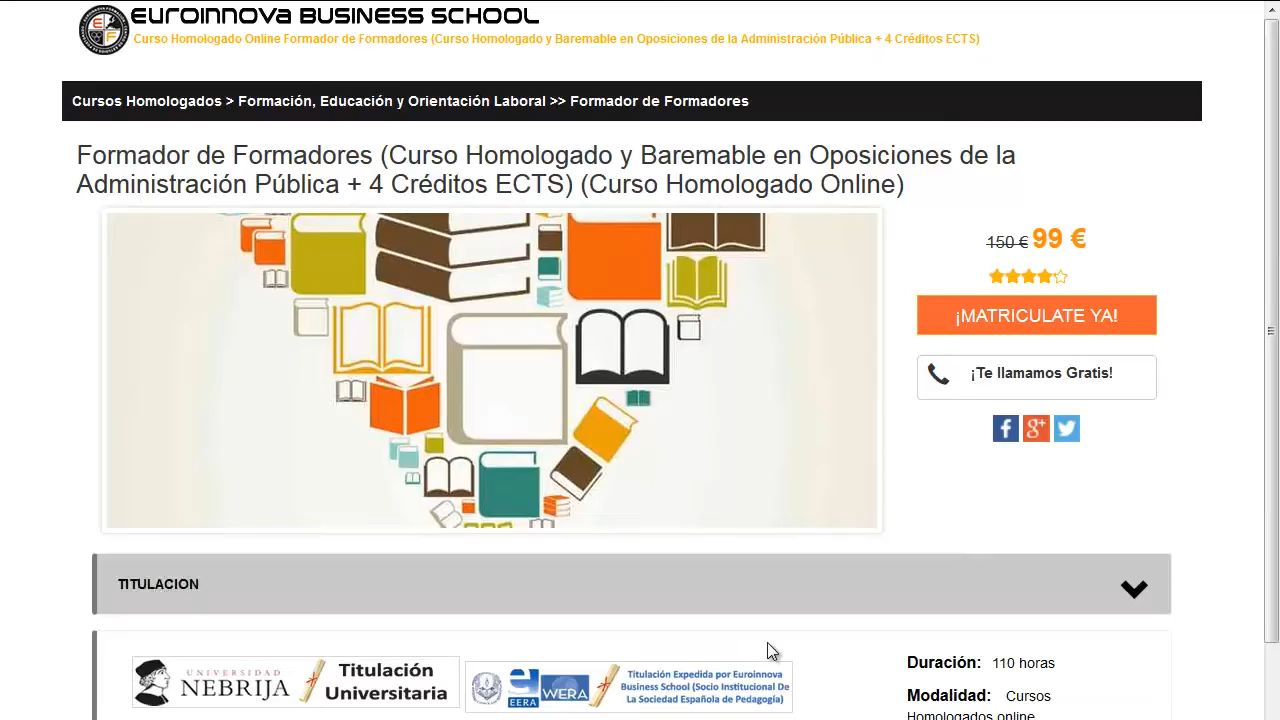 EUROINNOVA BUSINESS SCHOOL
Curso Homologado Online Formador de Formadores (Curso Homologado y Baremable en Oposiciones de la Administración Pública + 4 Créditos ECTS)
Cursos Homologados > Formación, Educación y Orientación Laboral >> Formador de Formadores
Formador de Formadores (Curso Homologado y Baremable en Oposiciones de la
Administración Pública + 4 Créditos ECTS) (Curso Homologado Online)
150 € 99 €
¡MATRICULATE YA!
¡Te llamamos Gratis!
TITULACION
UNIVERSIDAD
NEBRIJA
Titulación
Universitaria
EERA
WERA
Titulación Expedida por Euroinnova
Business School (Socio Institucional De
La Sociedad Española de Pedagogía)
Duración: 110 horas
Modalidad: Cursos
Homologados online